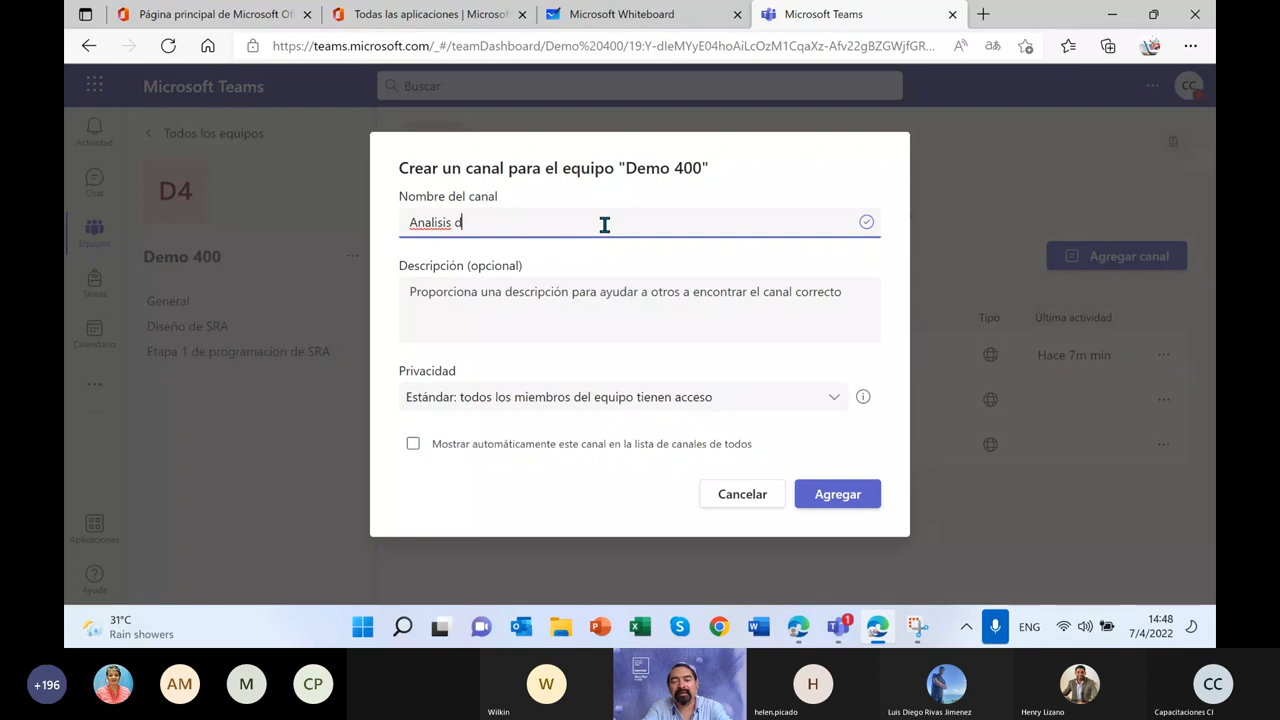 Página principal de Microsoft Of
Todas las aplicaciones | Microsof
Microsoft Whiteboard
Microsoft Teams
https://teams.microsoft.com/_#/teamDashboard/Demo%20400/19:Y-dIeMYyE04hoAiLcOzM1CqaXz-Afv22gBZGWjfGR...
Microsoft Teams
Buscar
CC
Actividad
Todos los equipos
Chat
D4
Equipos
Demo 400
Tareas
General
Diseño de SRA
Calendario
Etapa 1 de programacion de SRA
Aplicaciones
Ayuda
Crear un canal para el equipo "Demo 400"
Nombre del canal
Analisis d
Descripción (opcional)
Proporciona una descripción para ayudar a otros a encontrar el canal correcto
Privacidad
Estándar: todos los miembros del equipo tienen acceso
Mostrar automáticamente este canal en la lista de canales de todos
Cancelar
Agregar
Agregar canal
Tipo
Última actividad
Hace 7m min
31°C
Rain showers
1
ENG
14:48
7/4/2022
+196
AM
M
CP
W
Wilkin
H
helen.picado
Luis Diego Rivas Jimenez
Henry Lizano
CC
Capacitaciones CI